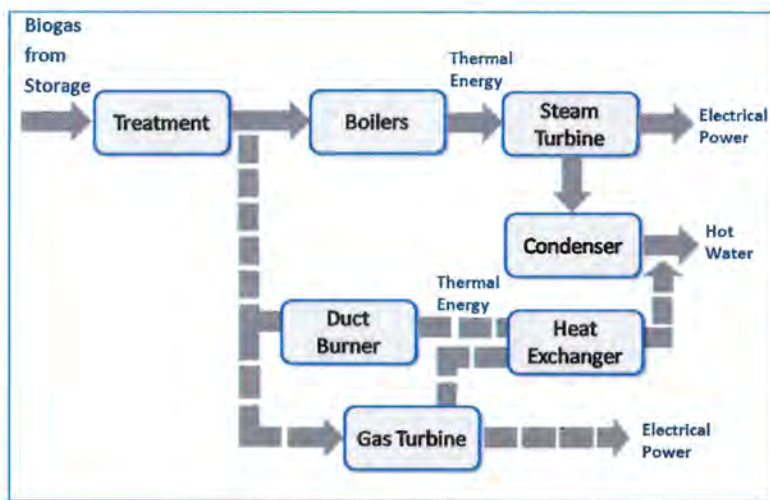 Biogas
from
Storage
Treatment
Boilers
Thermal
Energy
Steam
Turbine
Electrical
Power
Condenser
Hot
Water
Duct
Burner
Thermal
Energy
Heat
Exchanger
Gas Turbine
Electrical
Power